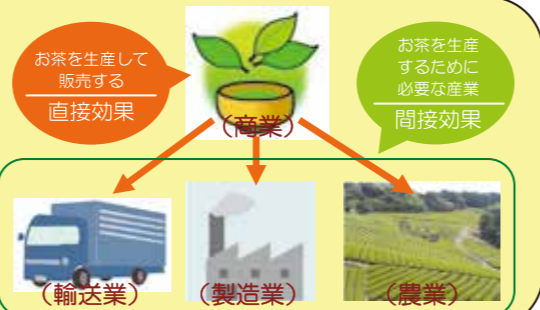 お茶を生産して
販売する
直接効果
お茶を生産
するために
必要な産業
間接効果
（商業）
（輸送業）
（製造業）
（農業）